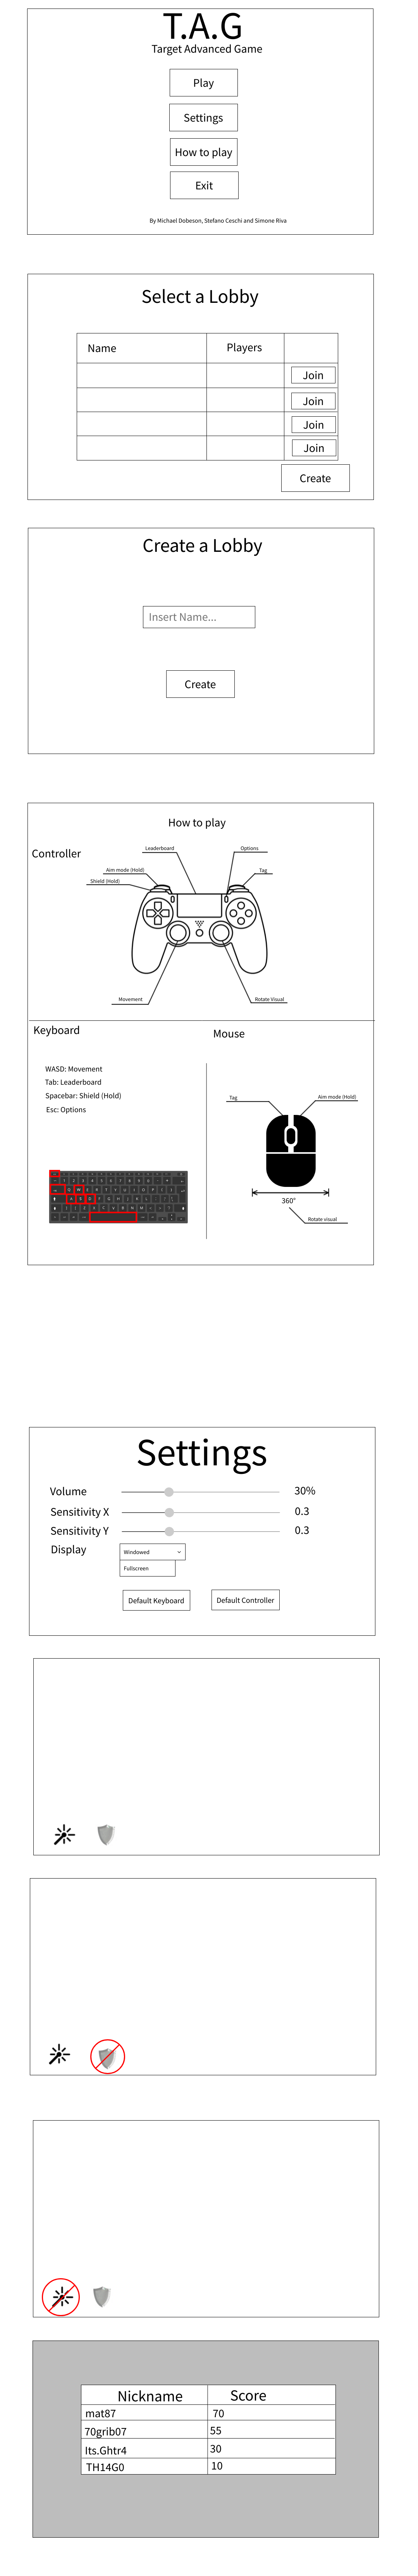 T.A.G
Target Advanced Game
Play
Settings
How to play
Exit
By Michael Dobeson, Stefano Ceschi and Simone Riva
Select a Lobby
Name
Players
Join
Join
Join
Join
Create
Create a Lobby
Insert Name...
Create
How to play
Controller
Leaderboard
Options
Aim mode (Hold)
Tag
Shield (Hold)
Movement
Rotate Visual
Keyboard
Mouse
WASD: Movement
Tab: Leaderboard
Spacebar: Shield (Hold)
Esc: Options
Tag
Aim mode (Hold)
360°
Rotate visual
Settings
Volume
30%
Sensitivity X
0.3
Sensitivity Y
0.3
Display
Windowed
Fullscreen
Default Keyboard
Default Controller
Nickname
Score
mat87
70
70grib07
55
Its.Ghtr4
30
TH14G0
10